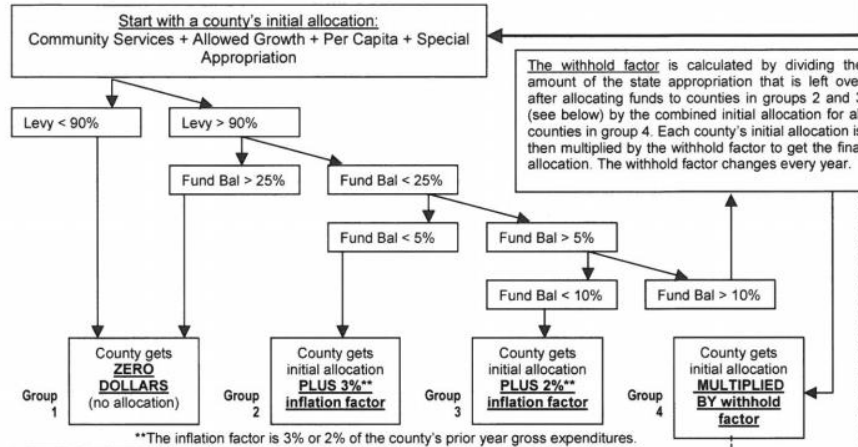 Start with a county's initial allocation:
Community Services + Allowed Growth + Per Capita + Special
Appropriation
The withhold factor is calculated by dividing the
amount of the state appropriation that is left over
after allocating funds to counties in groups 2 and 3
(see below) by the combined initial allocation for al
counties in group 4. Each county's initial allocation is
then multiplied by the withhold factor to get the fina
allocation. The withhold factor changes every year.
Levy < 90%
Levy > 90%
Fund Bal > 25%
Fund Bal < 25%
Fund Bal < 5%
Fund Bal > 5%
Fund Bal < 10%
Fund Bal > 10%
Group
1
County gets
ZERO
DOLLARS
(no allocation)
Group
2
County gets
initial allocation
PLUS 3%**
inflation factor
Group
3
County gets
initial allocation
PLUS 2%**
inflation factor
Group
4
County gets
initial allocation
MULTIPLIED
BY withhold
factor
**The inflation factor is 3% or 2% of the county's prior year gross expenditures.